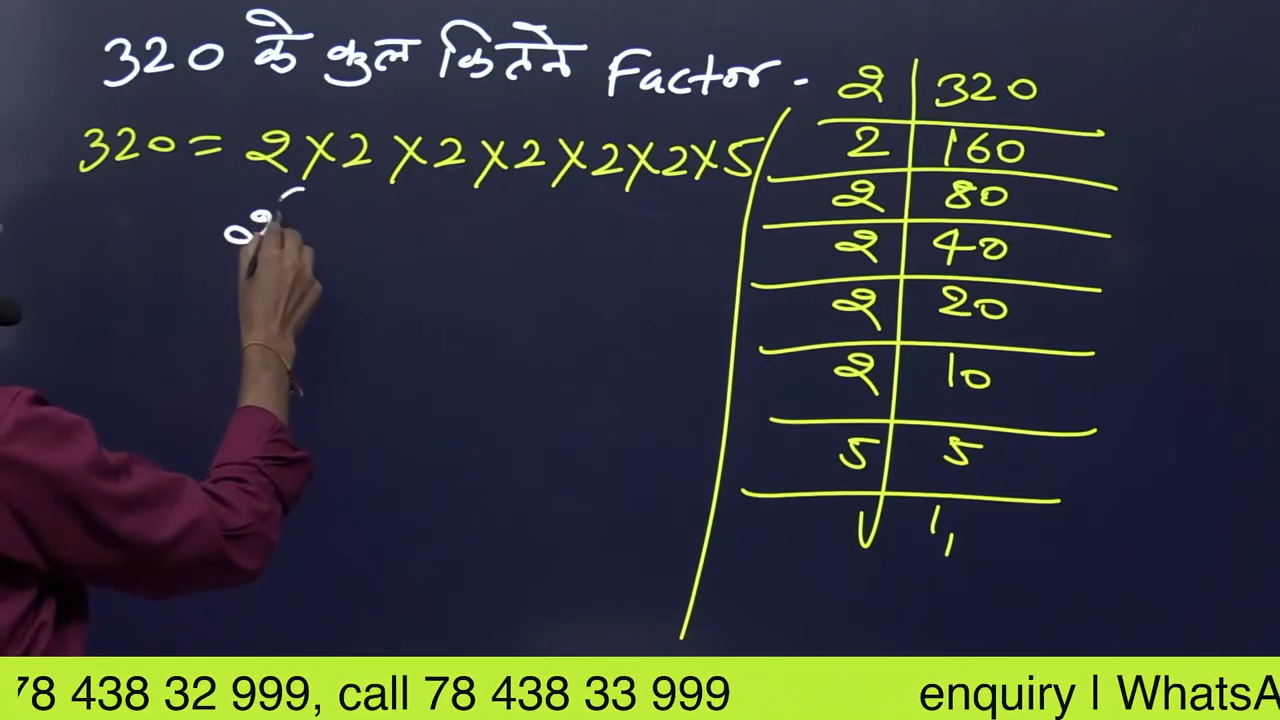 320 के कुल कितने Factor.
320 = 2 × 2 × 2 × 2 × 2 × 2 × 5
2 320
2 160
2 80
2 40
2 20
2 10
5 5
1
78 438 32 999, call 78 438 33 999 enquiry I WhatsA